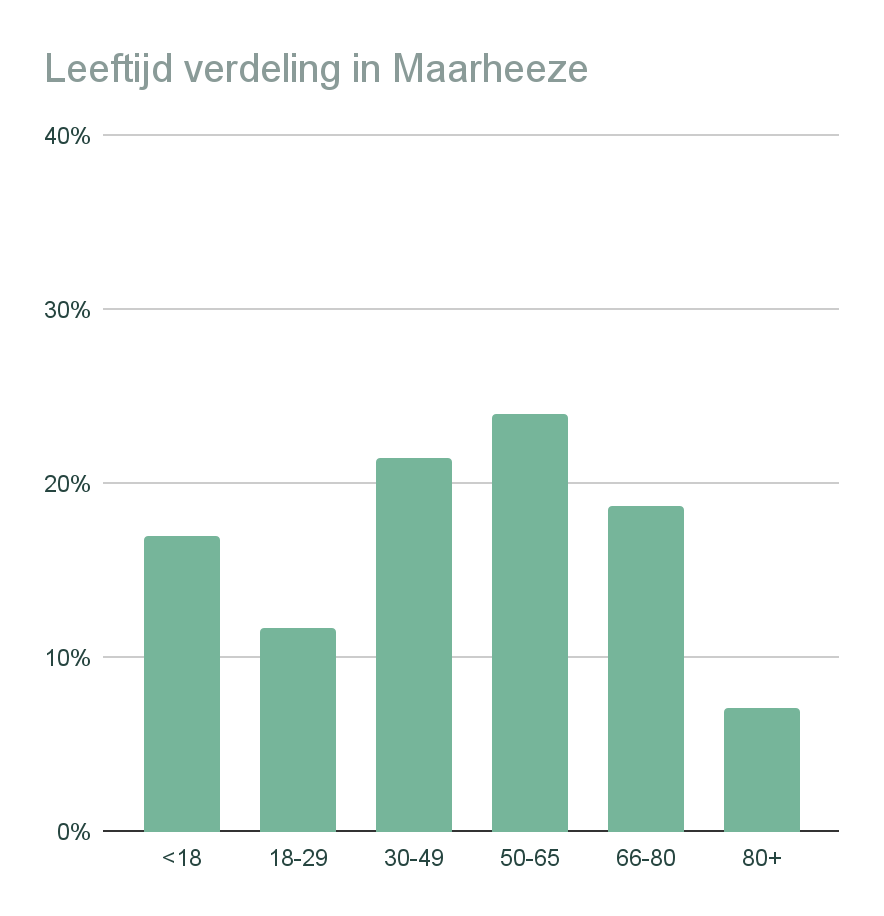 Leeftijd verdeling in Maarheeze
40%
30%
20%
10%
0%
<18 18-29 30-49 50-65 66-80 80+